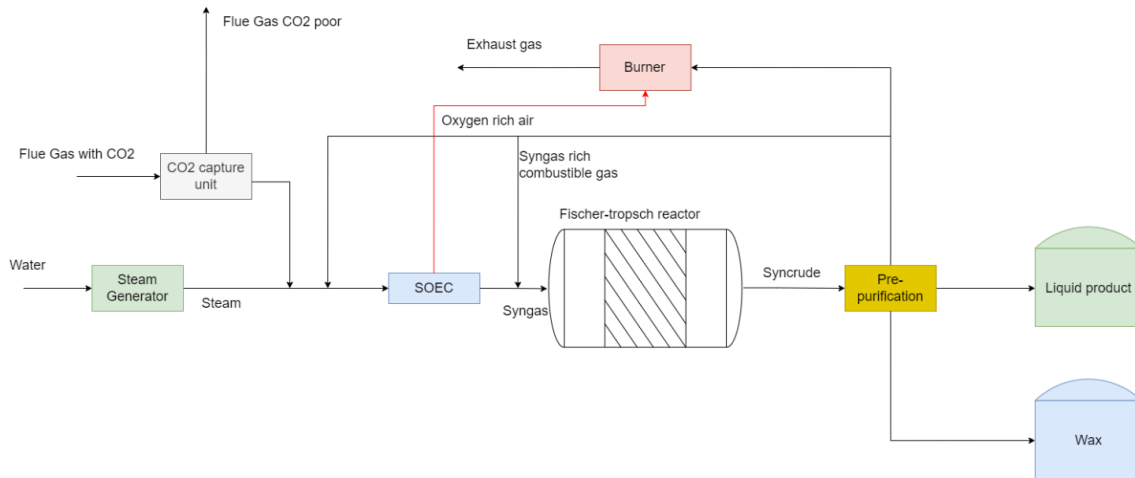 Flue Gas CO2 poor
Exhaust gas
Burner
Oxygen rich air
Flue Gas with CO2
CO2 capture
unit
Syngas rich
combustible gas
Fischer-tropsch reactor
Water
Steam
Generator
Steam
SOEC
Syngas
Syncrude
Pre-
purification
Liquid product
Wax